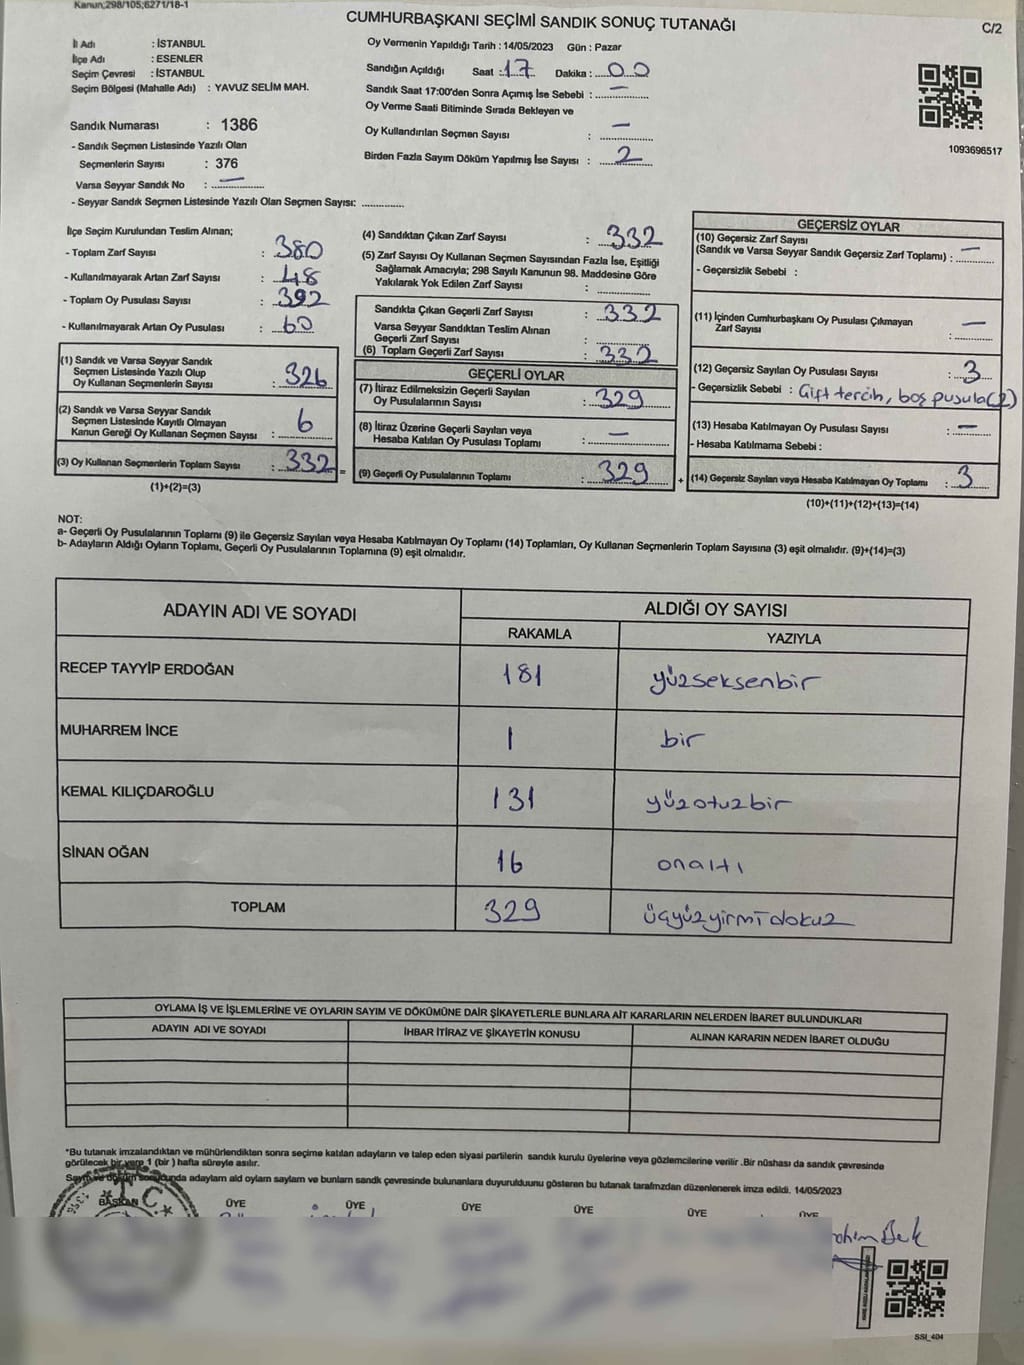 Kanun;298/105;6271/18-1
CUMHURBAŞKANI SEÇİMİ SANDIK SONUÇ TUTANAĞI
C/2
İl Adı : İSTANBUL
İlçe Adı : ESENLER
Seçim Çevresi : İSTANBUL
Seçim Bölgesi (Mahalle Adı) : YAVUZ SELİM MAH.
Sandık Numarası : 1386
- Sandık Seçmen Listesinde Yazılı Olan
Seçmenlerin Sayısı : 376
Varsa Seyyar Sandık No : —
- Seyyar Sandık Seçmen Listesinde Yazılı Olan Seçmen Sayısı: ............
Oy Vermenin Yapıldığı Tarih : 14/05/2023 Gün : Pazar
Sandığın Açıldığı Saat : 17 Dakika : 00
Sandık Saat 17:00'den Sonra Açımış İse Sebebi : —
Oy Verme Saati Bitiminde Sırada Bekleyen ve
Oy Kullandırılan Seçmen Sayısı : —
Birden Fazla Sayım Döküm Yapılmış İse Sayısı : 2
1093696517
İlçe Seçim Kurulundan Teslim Alınan;
- Toplam Zarf Sayısı : 380
- Kullanılmayarak Artan Zarf Sayısı : 48
- Toplam Oy Pusulası Sayısı : 392
- Kullanılmayarak Artan Oy Pusulası : 60
(1) Sandık ve Varsa Seyyar Sandık
Seçmen Listesinde Yazılı Olup
Oy Kullanan Seçmenlerin Sayısı : 326
(2) Sandık ve Varsa Seyyar Sandık
Seçmen Listesinde Kayıtlı Olmayan
Kanun Gereği Oy Kullanan Seçmen Sayısı : 6
(3) Oy Kullanan Seçmenlerin Toplam Sayısı : 332 =
(1)+(2)=(3)
(4) Sandıktan Çıkan Zarf Sayısı : 332
(5) Zarf Sayısı Oy Kullanan Seçmen Sayısından Fazla İse, Eşitliği
Sağlamak Amacıyla; 298 Sayılı Kanunun 98. Maddesine Göre
Yakılarak Yok Edilen Zarf Sayısı :
Sandıkta Çıkan Geçerli Zarf Sayısı : 332
Varsa Seyyar Sandıktan Teslim Alınan
Geçerli Zarf Sayısı :
(6) Toplam Geçerli Zarf Sayısı : 332
GEÇERLİ OYLAR
(7) İtiraz Edilmeksizin Geçerli Sayılan
Oy Pusulalarının Sayısı : 329
(8) İtiraz Üzerine Geçerli Sayılan veya
Hesaba Katılan Oy Pusulası Toplamı : —
(9) Geçerli Oy Pusulalarının Toplamı : 329 +
GEÇERSİZ OYLAR
(10) Geçersiz Zarf Sayısı
(Sandık ve Varsa Seyyar Sandık Geçersiz Zarf Toplamı) : —
- Geçersizlik Sebebi :
(11) İçinden Cumhurbaşkanı Oy Pusulası Çıkmayan
Zarf Sayısı : —
(12) Geçersiz Sayılan Oy Pusulası Sayısı : 3
- Geçersizlik Sebebi : Çift tercih, boş pusula(2)
(13) Hesaba Katılmayan Oy Pusulası Sayısı : —
- Hesaba Katılmama Sebebi :
(14) Geçersiz Sayılan veya Hesaba Katılmayan Oy Toplamı : 3
(10)+(11)+(12)+(13)=(14)
NOT:
a- Geçerli Oy Pusulalarının Toplamı (9) ile Geçersiz Sayılan veya Hesaba Katılmayan Oy Toplamı (14) Toplamları, Oy Kullanan Seçmenlerin Toplam Sayısına (3) eşit olmalıdır. (9)+(14)=(3)
b- Adayların Aldığı Oyların Toplamı, Geçerli Oy Pusulalarının Toplamına (9) eşit olmalıdır.
ADAYIN ADI VE SOYADI
ALDIĞI OY SAYISI
RAKAMLA YAZIYLA
RECEP TAYYİP ERDOĞAN 181 yüzseksenbir
MUHARREM İNCE 1 bir
KEMAL KILIÇDAROĞLU 131 yüzotuzbir
SİNAN OĞAN 16 onaltı
TOPLAM 329 üçyüzyirmidokuz
OYLAMA İŞ VE İŞLEMLERİNE VE OYLARIN SAYIM VE DÖKÜMÜNE DAİR ŞİKAYETLERLE BUNLARA AİT KARARLARIN NELERDEN İBARET BULUNDUKLARI
ADAYIN ADI VE SOYADI İHBAR İTİRAZ VE ŞİKAYETİN KONUSU ALINAN KARARIN NEDEN İBARET OLDUĞU
*Bu tutanak imzalandıktan ve mühürlendikten sonra seçime katılan adayların ve talep eden siyasi partilerin sandık kurulu üyelerine veya gözlemcilerine verilir .Bir nüshası da sandık çevresinde
görülecek bir yere 1 (bir ) hafta süreyle asılır.
Sayım ve döküm sonucunda adayların aldı oyların sayları ve bunların sandk çevresinde bulunanlara duyurulduunu gösteren bu tutanak tarafmzdan düzenlenerek imza edildi. 14/05/2023
BAŞKAN ÜYE ÜYE ÜYE ÜYE ÜYE ÜYE
T.C.
Bek
SSI_404